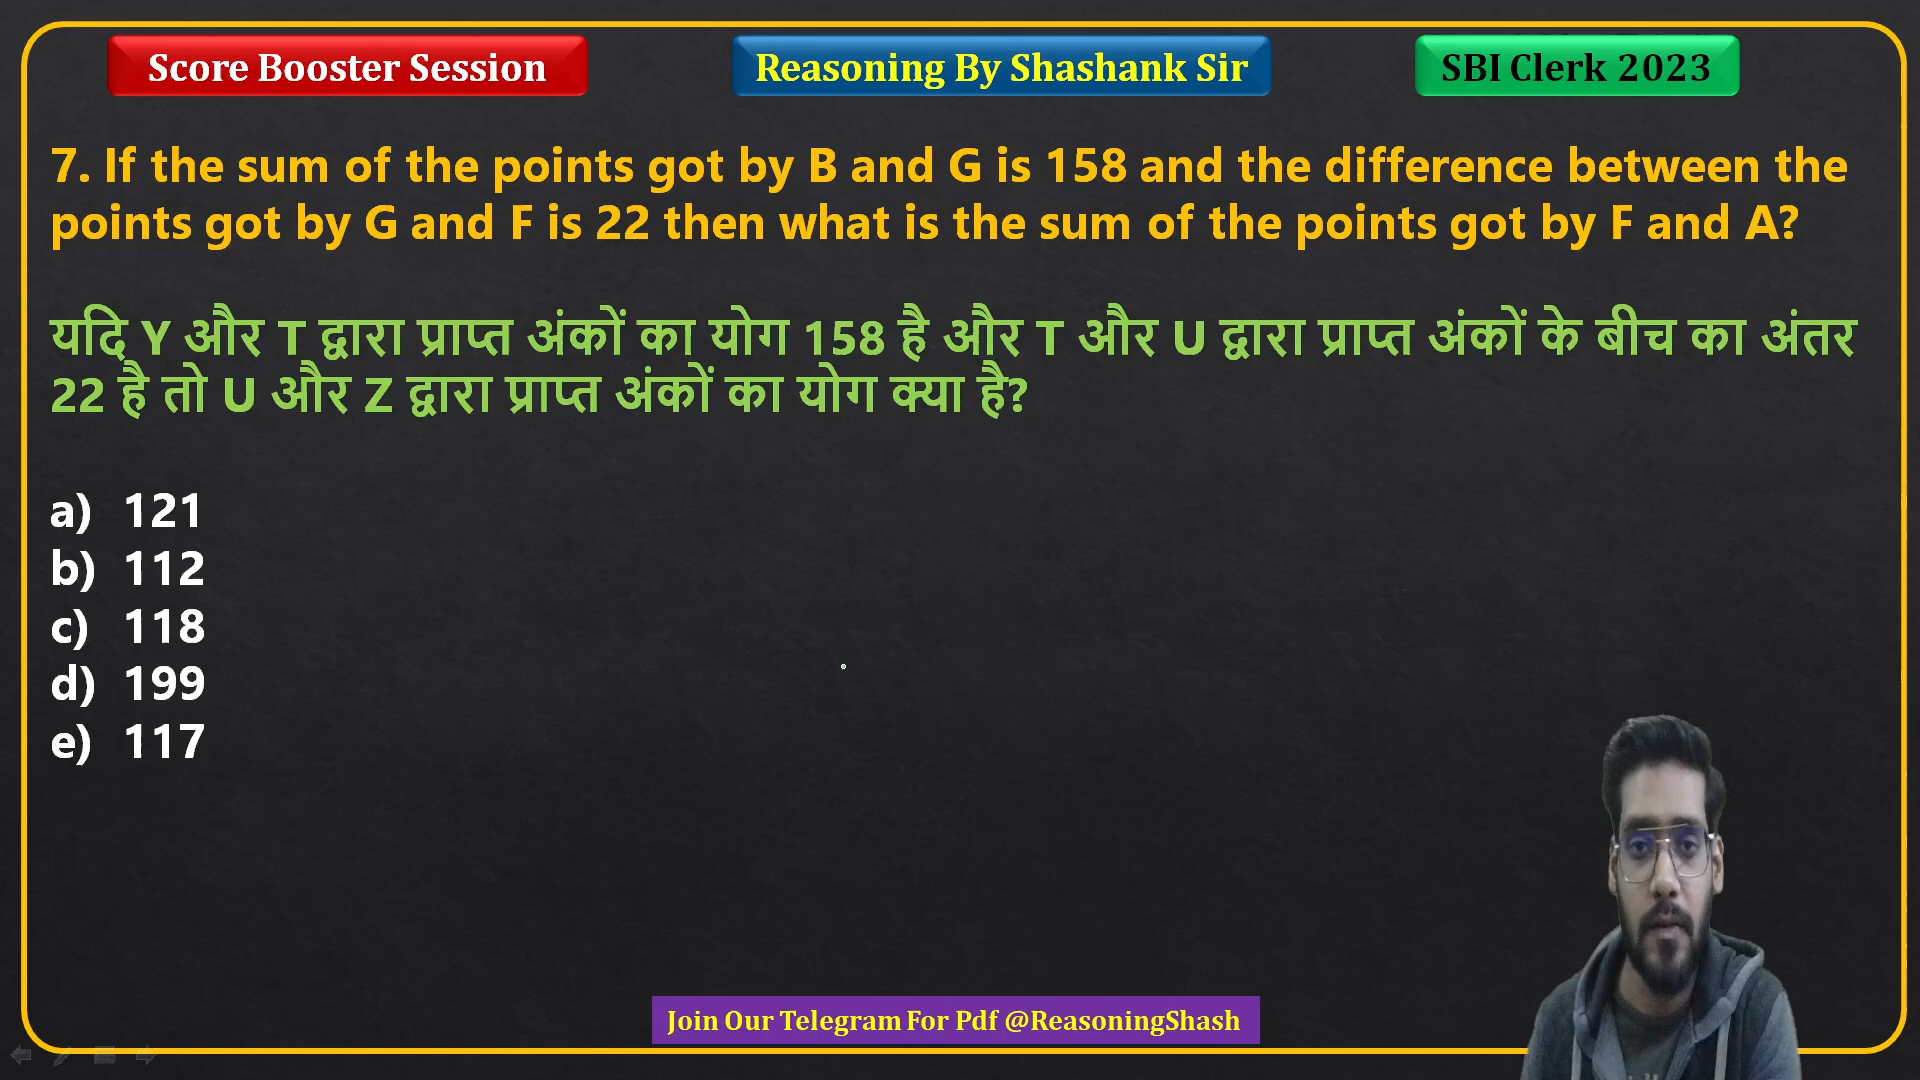 Score Booster Session
Reasoning By Shashank Sir
SBI Clerk 2023
7. If the sum of the points got by B and G is 158 and the difference between the
points got by G and F is 22 then what is the sum of the points got by F and A?
यदि Y और T द्वारा प्राप्त अंकों का योग 158 है और T और U द्वारा प्राप्त अंकों के बीच का अंतर
22 है तो U और Z द्वारा प्राप्त अंकों का योग क्या है?
a) 121
b) 112
c) 118
d) 199
e) 117
Join Our Telegram For Pdf @ReasoningShash